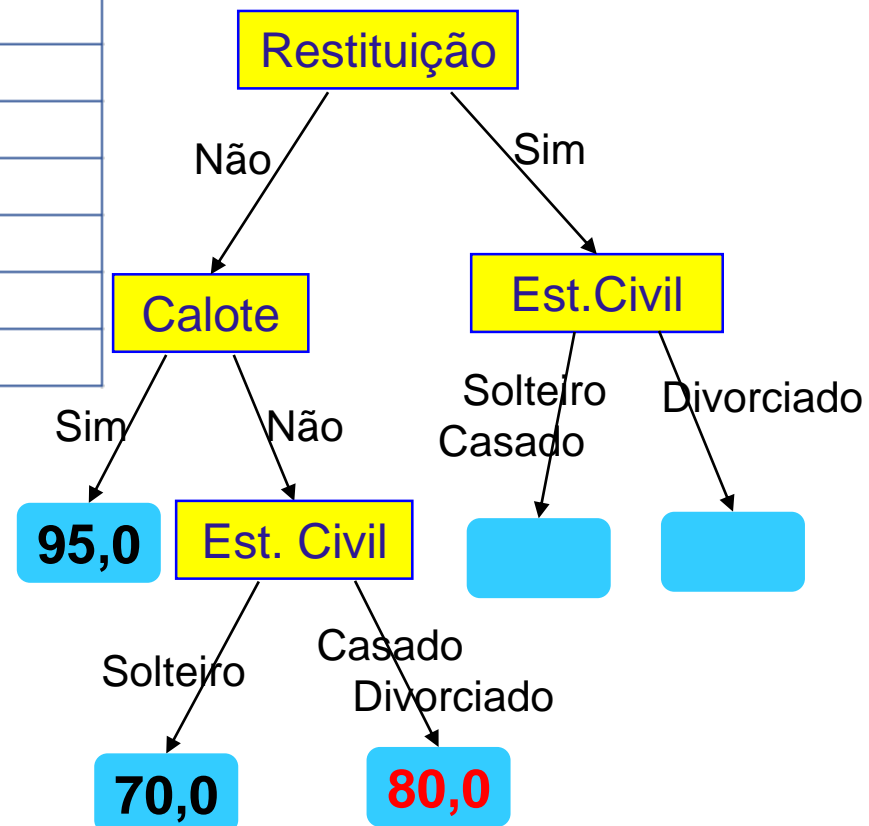 Restituição
Não
Sim
Calote
Est.Civil
Sim
Não
Solteiro
Casado
Divorciado
95,0
Est. Civil
Solteiro
Casado
Divorciado
70,0
80,0